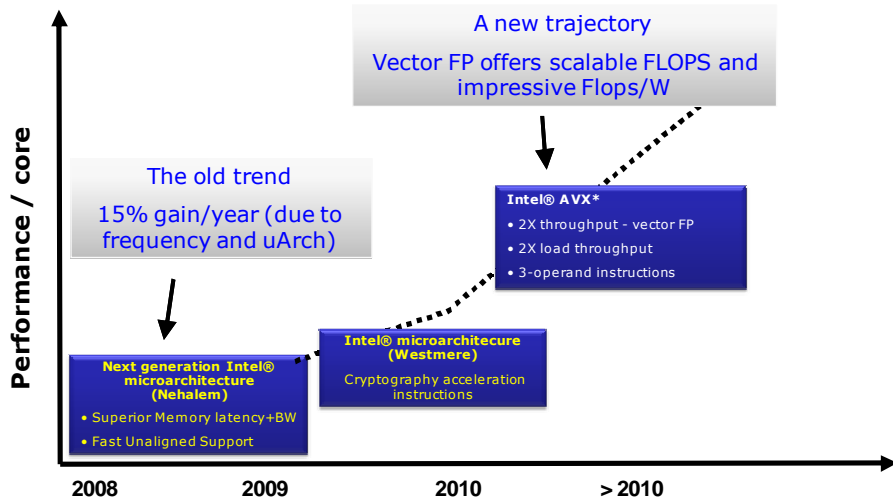 A new trajectory
Vector FP offers scalable FLOPS and
impressive Flops/W
The old trend
15% gain/year (due to
frequency and uArch)
Performance / core
Intel® AVX*
• 2X throughput - vector FP
• 2X load throughput
• 3-operand instructions
Intel® microarchitecure
(Westmere)
Cryptography acceleration
instructions
Next generation Intel®
microarchitecture
(Nehalem)
• Superior Memory latency+BW
• Fast Unaligned Support
2008 2009 2010 > 2010